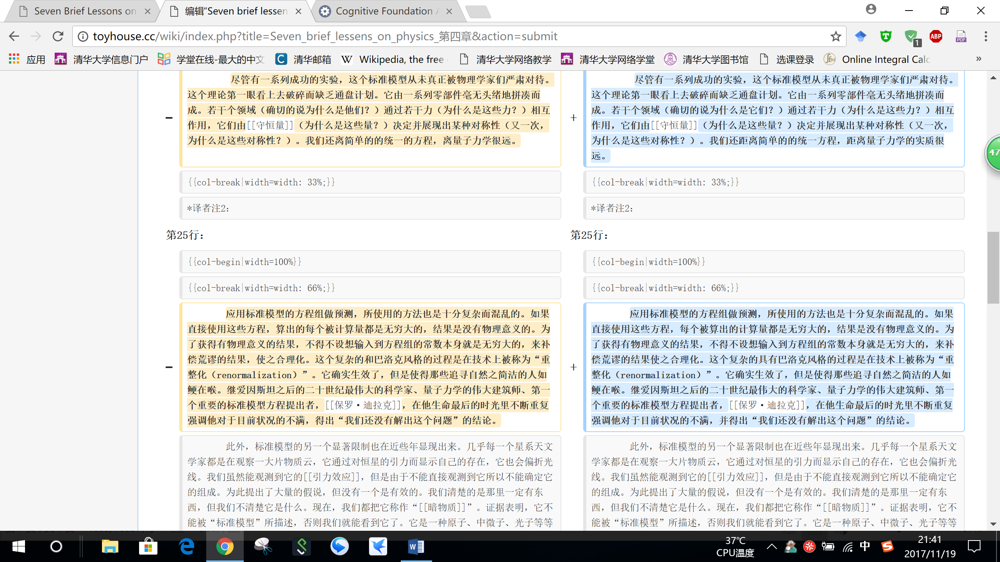 Seven Brief Lessons on
编辑“Seven brief lessen
Cognitive Foundation A
toyhouse.cc/wiki/index.php?title=Seven_brief_lessens_on_physics_第四章&action=submit
1
ABP
PDF
应用
清华大学信息门户
学堂在线-最大的中文
清华邮箱
Wikipedia, the free
清华大学网络教学
清华大学网络学堂
清华大学图书馆
选课登录
Online Integral Calc
»
尽管有一系列成功的实验，这个标准模型从未真正被物理学家们严肃对待。
这个理论第一眼看上去破碎而缺乏通盘计划。它由一系列零部件毫无头绪地拼凑而
成。若干个领域（确切的说为什么是他们？）通过若干力（为什么是这些力？）相互
作用，它们由[[守恒量]]（为什么是这些量？）决定并展现出某种对称性（又一次，
为什么是这些对称性？）。我们还离简单的的统一的方程，离量子力学很远。
尽管有一系列成功的实验，这个标准模型从未真正被物理学家们严肃对待。
这个理论第一眼看上去破碎而缺乏通盘计划。它由一系列零部件毫无头绪地拼凑而
成。若干个领域（确切的说为什么是它们？）通过若干力（为什么是这些力？）相互
作用，它们由[[守恒量]]（为什么是这些量？）决定并展现出某种对称性（又一次，
为什么是这些对称性？）。我们还距离简单的的统一方程，距离量子力学的实质很
远。
{{col-break|width=width: 33%;}}
{{col-break|width=width: 33%;}}
*译者注2：
*译者注2：
第25行：
第25行：
{{col-begin|width=100%}}
{{col-begin|width=100%}}
{{col-break|width=width: 66%;}}
{{col-break|width=width: 66%;}}
应用标准模型的方程组做预测，所使用的方法也是十分复杂而混乱的。如果
直接使用这些方程，算出的每个被计算量都是无穷大的，结果是没有物理意义的。为
了获得有物理意义的结果，不得不设想输入到方程组的常数本身就是无穷大的，来补
偿荒谬的结果，使之合理化。这个复杂的和巴洛克风格的过程是在技术上被称为“重
整化（renormalization）”。它确实生效了，但是使得那些追寻自然之简洁的人如
鲠在喉。继爱因斯坦之后的二十世纪最伟大的科学家、量子力学的伟大建筑师、第一
个重要的标准模型方程提出者，[[保罗·迪拉克]]，在他生命最后的时光里不断重复
强调他对于目前状况的不满，得出“我们还没有解出这个问题”的结论。
应用标准模型的方程组做预测，所使用的方法也是十分复杂而混乱的。如果
直接使用这些方程，每个被算出的计算量都是无穷大的，结果是没有物理意义的。为
了获得有物理意义的结果，不得不设想输入到方程组的常数本身就是无穷大的，来补
偿荒谬的结果使之合理化。这个复杂的具有巴洛克风格的过程是在技术上被称为“重
整化（renormalization）”。它确实生效了，但是使得那些追寻自然之简洁的人如
鲠在喉。继爱因斯坦之后的二十世纪最伟大的科学家、量子力学的伟大建筑师、第一
个重要的标准模型方程提出者，[[保罗·迪拉克]]，在他生命最后的时光里不断重复
强调他对于目前状况的不满，并得出“我们还没有解出这个问题”的结论。
此外，标准模型的另一个显著限制也在近些年显现出来。几乎每一个星系天文
学家都是在观察一大片物质云，它通过对恒星的引力而显示自己的存在，它也会偏折光
线。我们虽然能观测到它的[[引力效应]]，但是由于不能直接观测到它所以不能确定它
的组成。为此提出了大量的假说，但没有一个是有效的。我们清楚的是那里一定有东
西，但我们不清楚它是什么。现在，我们都把它称作“[[暗物质]]”。证据表明，它不
能被“标准模型”所描述，否则我们就能看到它了。它是一种原子、中微子、光子等等
此外，标准模型的另一个显著限制也在近些年显现出来。几乎每一个星系天文
学家都是在观察一大片物质云，它通过对恒星的引力而显示自己的存在，它也会偏折光
线。我们虽然能观测到它的[[引力效应]]，但是由于不能直接观测到它所以不能确定它
的组成。为此提出了大量的假说，但没有一个是有效的。我们清楚的是那里一定有东
西，但我们不清楚它是什么。现在，我们都把它称作“[[暗物质]]”。证据表明，它不
能被“标准模型”所描述，否则我们就能看到它了。它是一种原子、中微子、光子等等
47
37℃
CPU温度
中
21:41
2017/11/19